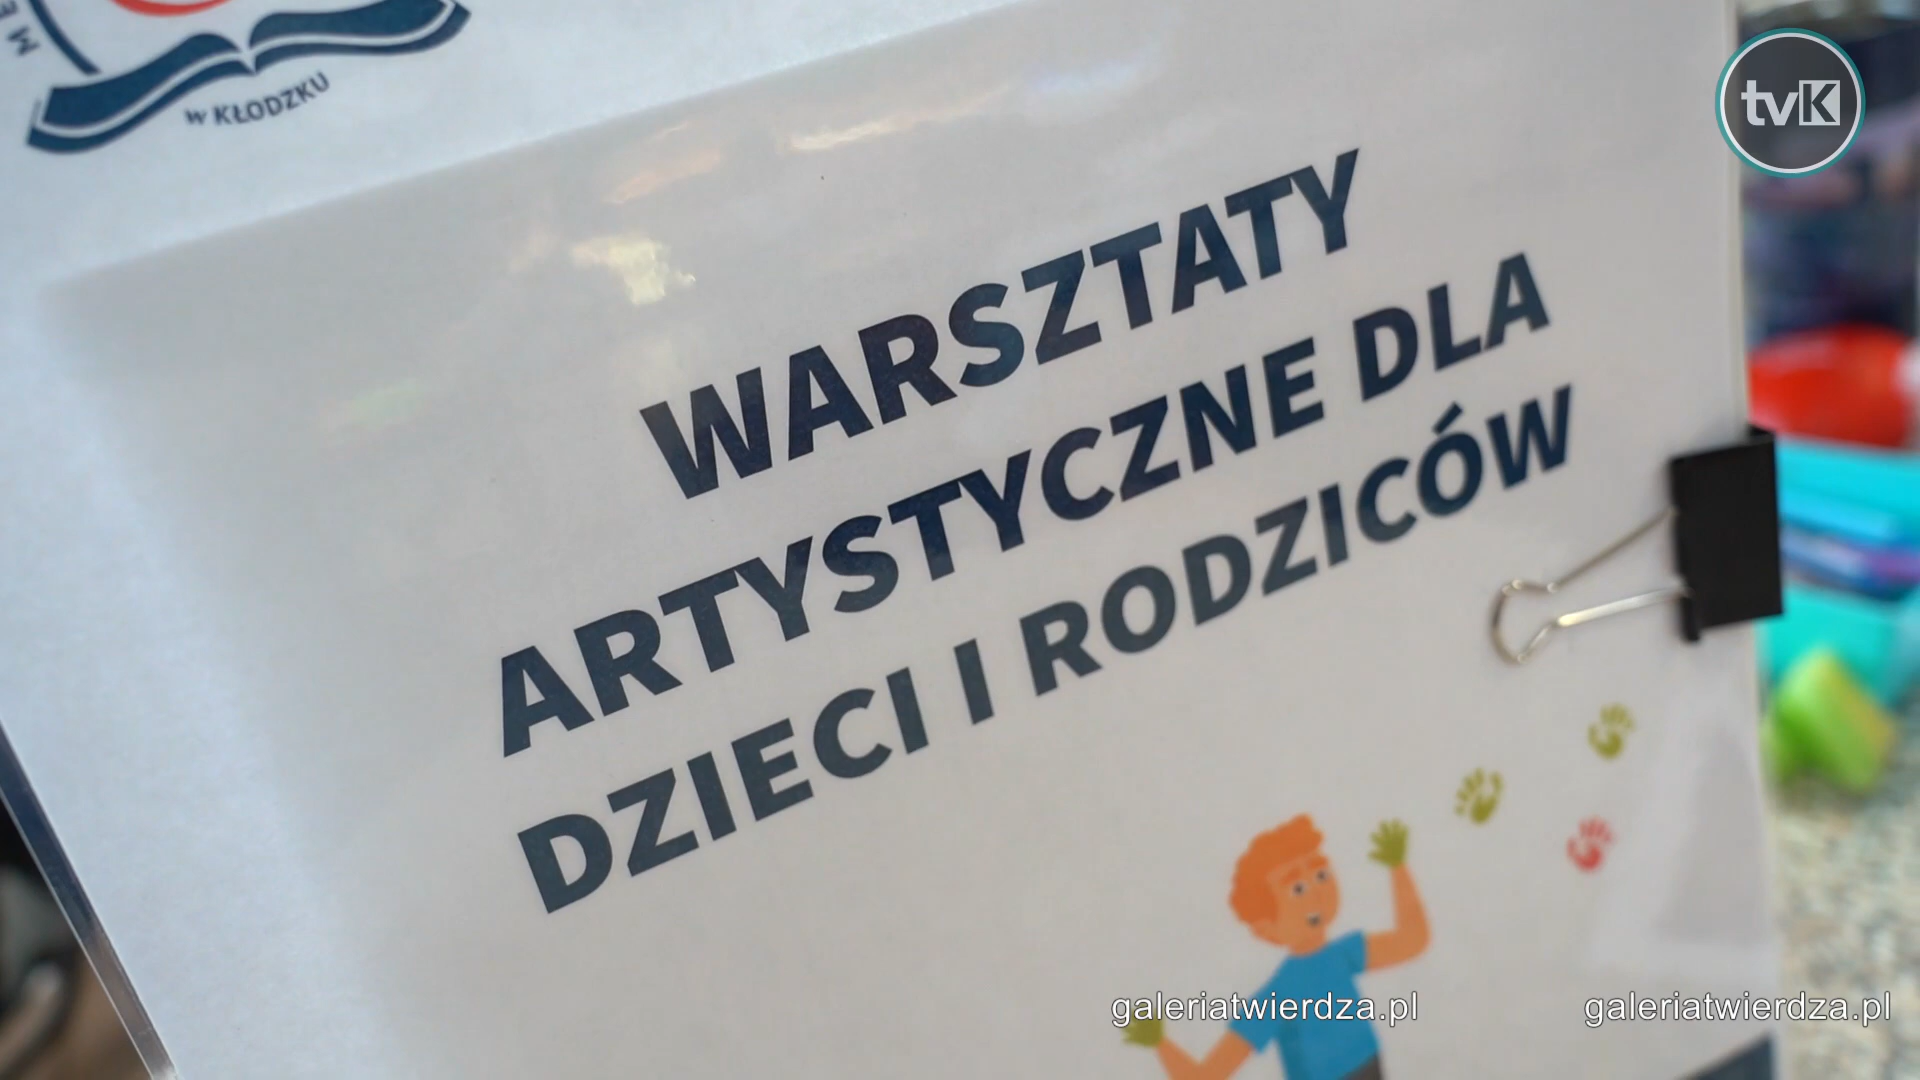 w KŁODZKU
tvK
WARSZTATY
ARTYSTYCZNE DLA
DZIECI I RODZICÓW
galeriatwierdza.pl galeriatwierdza.pl